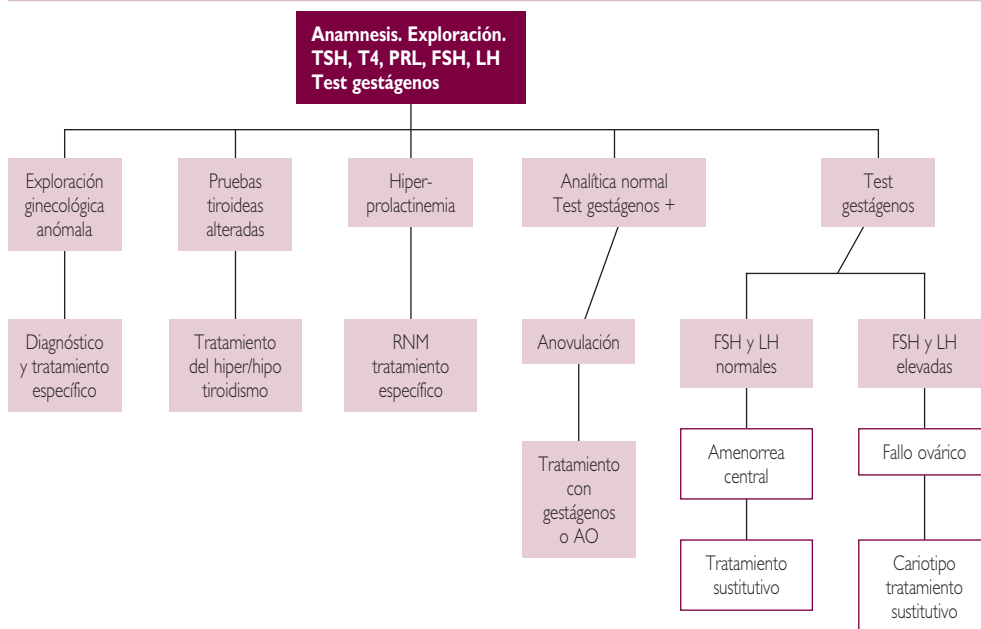 Anamnesis. Exploración.
TSH, T4, PRL, FSH, LH
Test gestágenos
Exploración
ginecológica
anómala
Pruebas
tiroideas
alteradas
Hiper-
prolactinemia
Analítica normal
Test gestágenos +
Test
gestágenos
Diagnóstico
y tratamiento
específico
Tratamiento
del hiper/hipo
tiroidismo
RNM
tratamiento
específico
Anovulación
FSH y LH
normales
FSH y LH
elevadas
Tratamiento
con
gestágenos
o AO
Amenorrea
central
Fallo ovárico
Tratamiento
sustitutivo
Cariotipo
tratamiento
sustitutivo